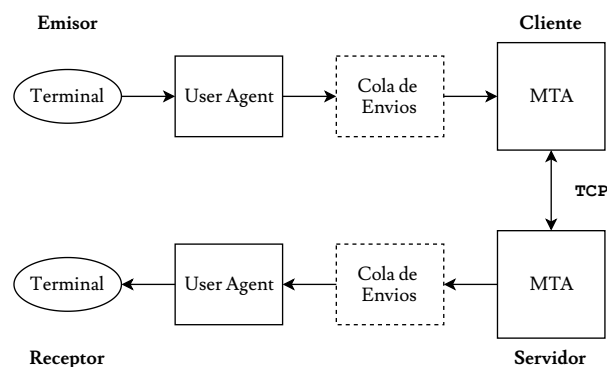 Emisor
Cliente
Terminal
User Agent
Cola de
Envios
MTA
TCP
Terminal
User Agent
Cola de
Envios
MTA
Receptor
Servidor